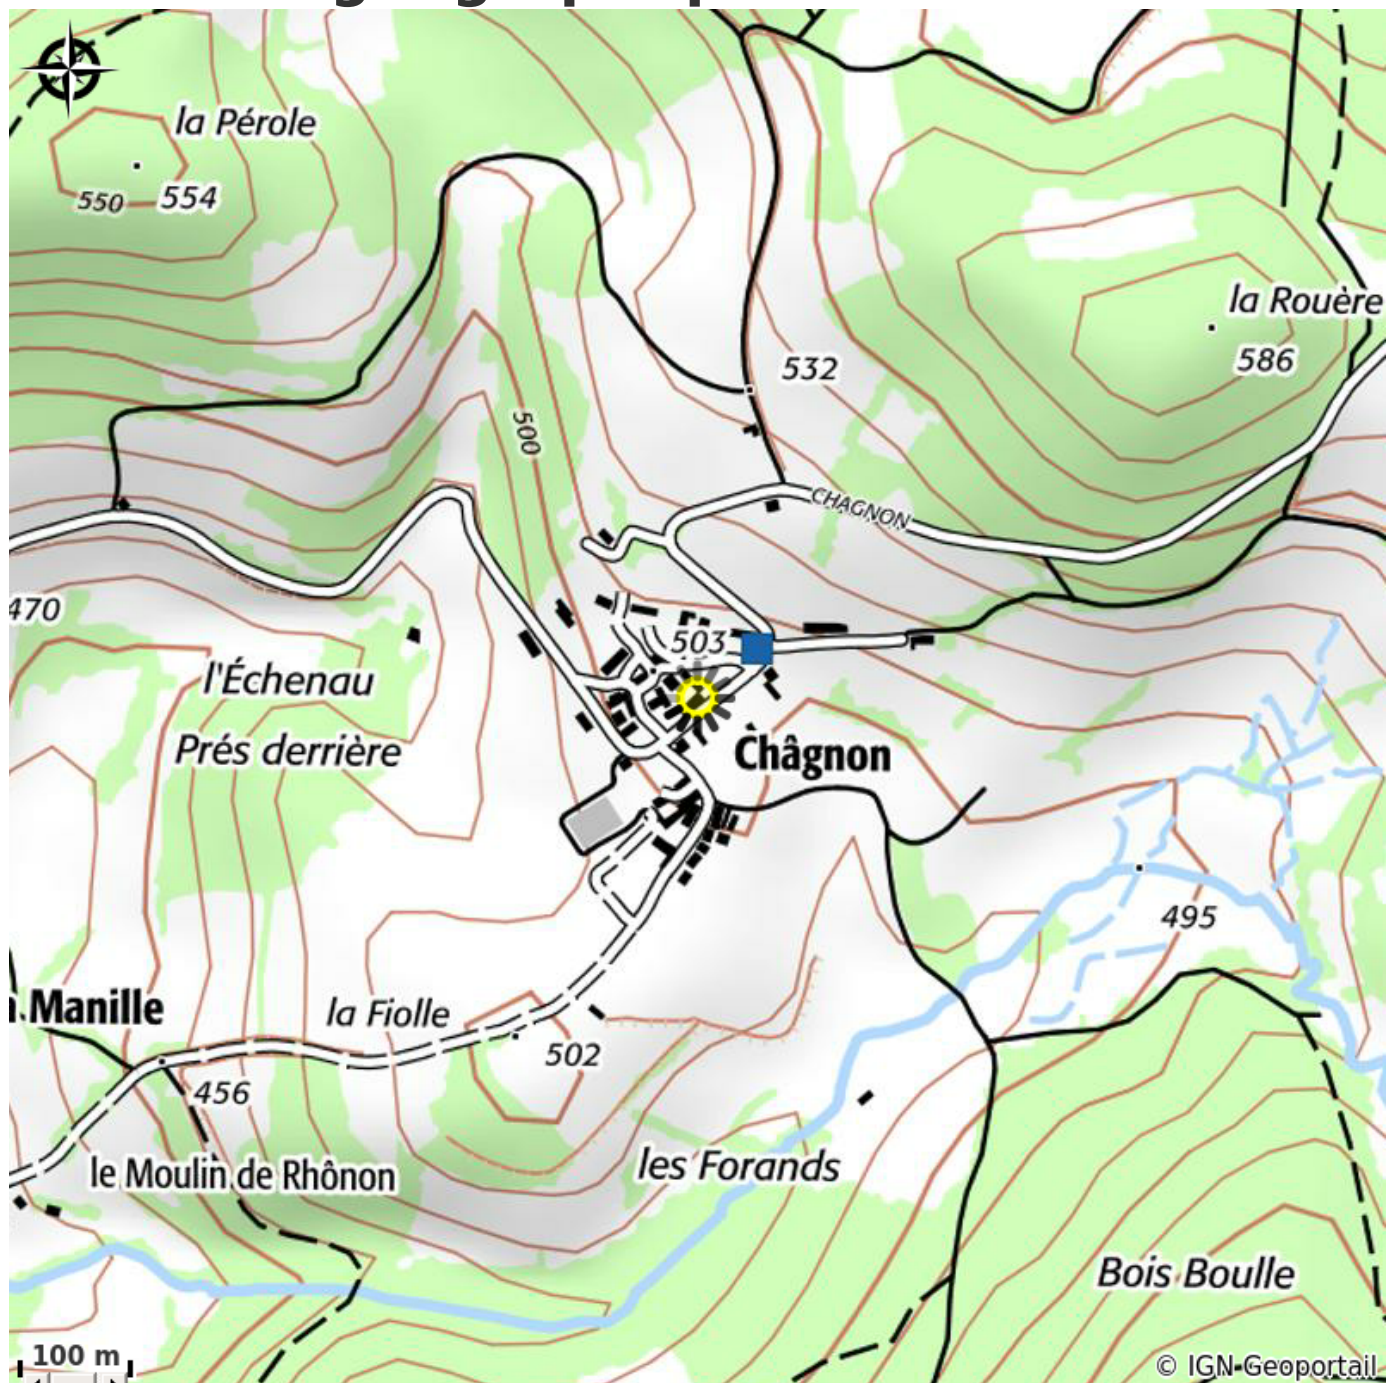 la Pérole
550 554
la Rouère
586
532
500
CHAGNON
470
503
l'Échenau
Prés derrière
Châgnon
495
Manille
la Fiolle
502
456
le Moulin de Rhônon
les Forands
Bois Boulle
100 m
© IGN Geoportail